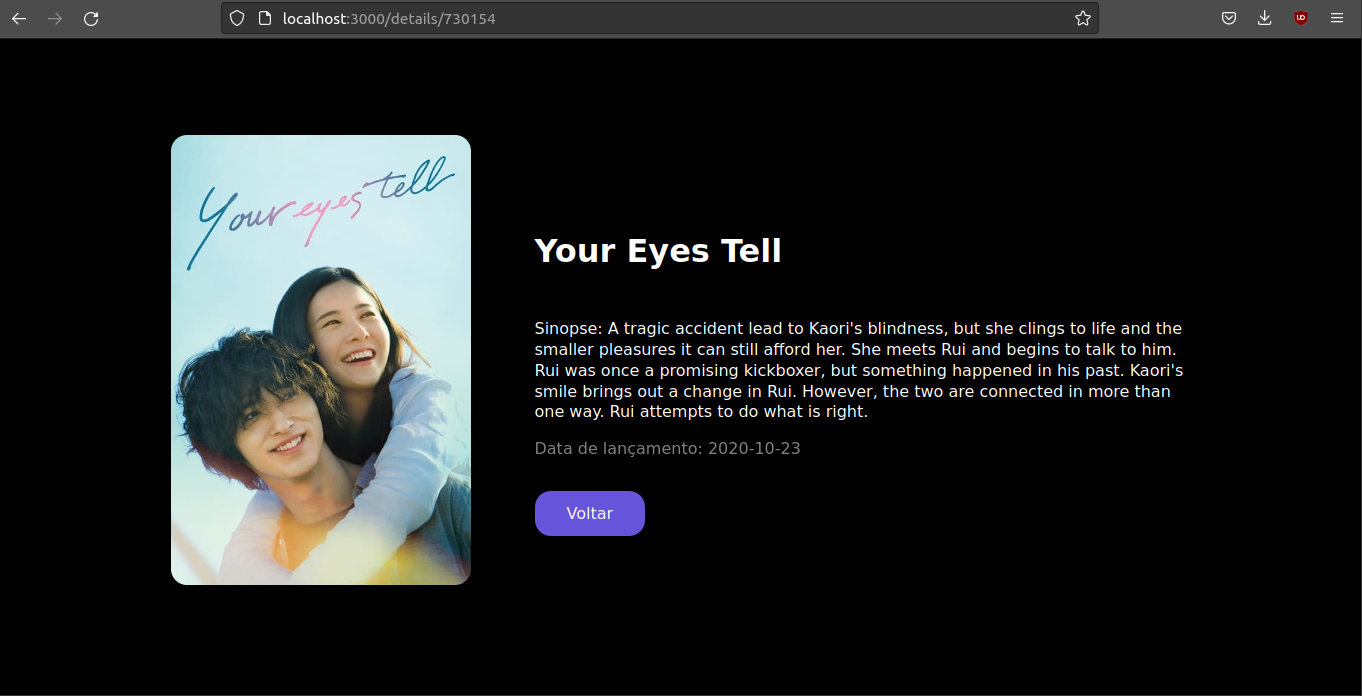 localhost:3000/details/730154
Your eyes tell
Your Eyes Tell
Sinopse: A tragic accident lead to Kaori's blindness, but she clings to life and the
smaller pleasures it can still afford her. She meets Rui and begins to talk to him.
Rui was once a promising kickboxer, but something happened in his past. Kaori's
smile brings out a change in Rui. However, the two are connected in more than
one way. Rui attempts to do what is right.
Data de lançamento: 2020-10-23
Voltar